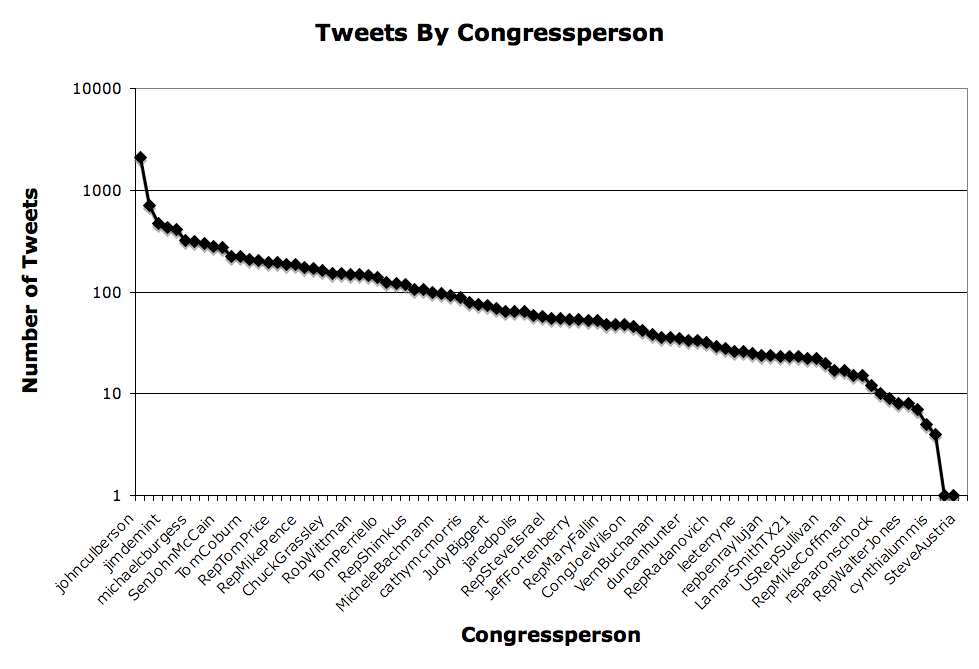 Tweets By Congressperson
Number of Tweets
10000
1000
100
10
1
johnculberson
jimdemint
michaelcburgess
SenJohnMcCain
TomCoburn
RepTomPrice
RepMikePence
ChuckGrassley
RobWittman
TomPerriello
RepShimkus
MicheleBachmann
cathymcmorris
JudyBiggert
jaredpolis
RepSteveIsrael
JeffFortenberry
RepMaryFallin
CongJoeWilson
VernBuchanan
duncanhunter
RepRadanovich
leeterryne
repbenraylujan
LamarSmithTX21
USRepSullivan
RepMikeCoffman
repaaronschock
RepWalterJones
cynthialummis
SteveAustria
Congressperson